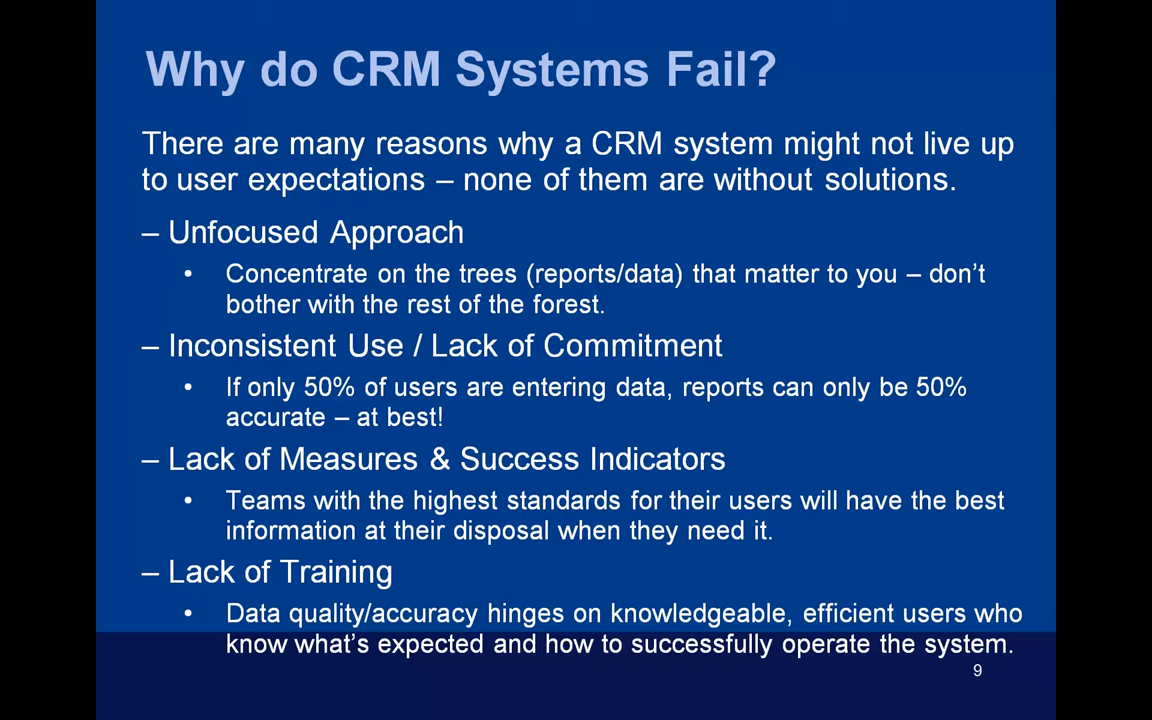 Why do CRM Systems Fail?
There are many reasons why a CRM system might not live up
to user expectations – none of them are without solutions.
– Unfocused Approach
• Concentrate on the trees (reports/data) that matter to you – don’t
bother with the rest of the forest.
– Inconsistent Use / Lack of Commitment
• If only 50% of users are entering data, reports can only be 50%
accurate – at best!
– Lack of Measures & Success Indicators
• Teams with the highest standards for their users will have the best
information at their disposal when they need it.
– Lack of Training
• Data quality/accuracy hinges on knowledgeable, efficient users who
know what’s expected and how to successfully operate the system.
9